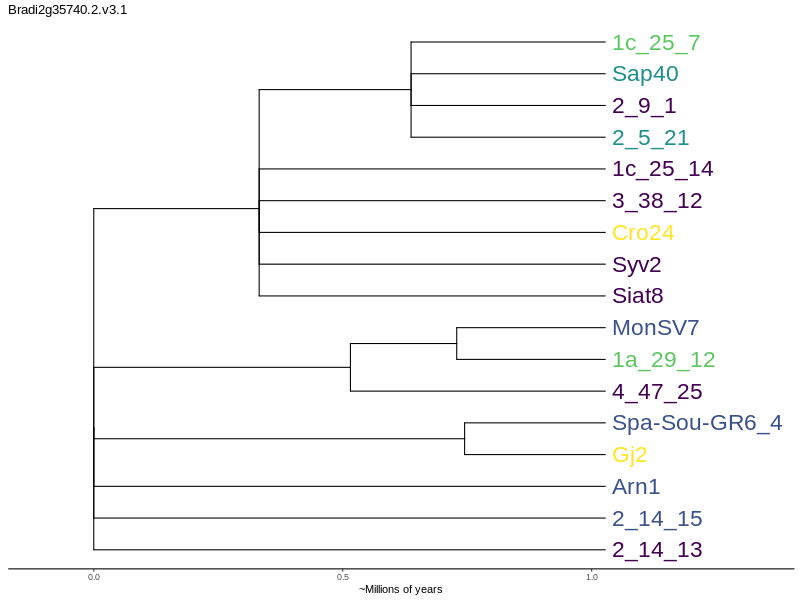 Bradi2g35740.2.v3.1
1c_25_7
Sap40
2_9_1
2_5_21
1c_25_14
3_38_12
Cro24
Syv2
Siat8
MonSV7
1a_29_12
4_47_25
Spa-Sou-GR6_4
Gj2
Arn1
2_14_15
2_14_13
0.0 0.5 1.0
~Millions of years